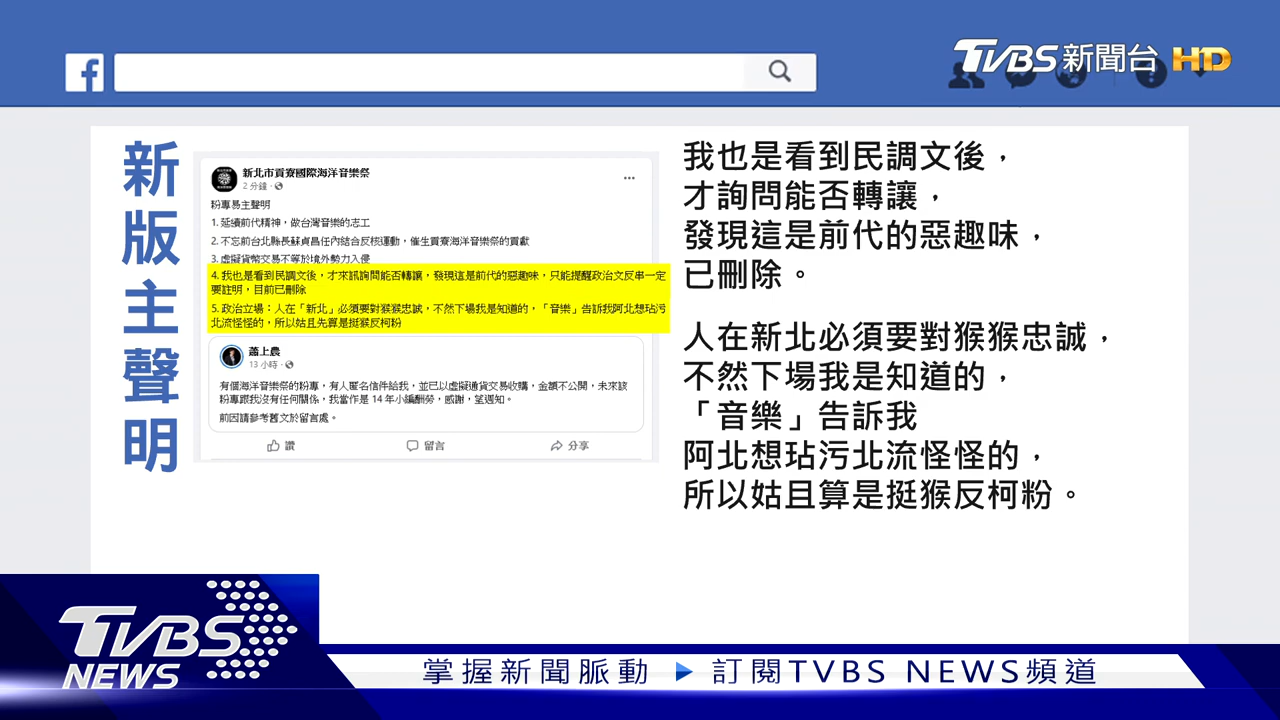 TVBS新聞台 HD
新版主聲明
新北市貢寮國際海洋音樂祭
2 分鐘
粉專易主聲明
1. 延續前代精神，做台灣音樂的志工
2. 不忘前台北縣長蘇貞昌任內結合反核運動，催生貢寮海洋音樂祭的貢獻
3. 虛擬貨幣交易不等於境外勢力入侵
4. 我也是看到民調文後，才來訊詢問能否轉讓，發現這是前代的惡趣味，只能提醒政治文反串一定
要註明，目前已刪除
5. 政治立場：人在「新北」必須要對猴猴忠誠，不然下場我是知道的，「音樂」告訴我阿北想玷污
北流怪怪的，所以姑且先算是挺猴反柯粉
蕭上農
13 小時
有個海洋音樂祭的粉專，有人匿名信件給我，並已以虛擬通貨交易收購，金額不公開，未來該
粉專跟我沒有任何關係，我當作是 14 年小編酬勞，感謝，望週知。
前因請參考舊文於留言處。
讚
留言
分享
我也是看到民調文後，
才詢問能否轉讓，
發現這是前代的惡趣味，
已刪除。
人在新北必須要對猴猴忠誠，
不然下場我是知道的，
「音樂」告訴我
阿北想玷污北流怪怪的，
所以姑且算是挺猴反柯粉。
TVBS
NEWS
掌握新聞脈動 ▶ 訂閱TVBS NEWS頻道